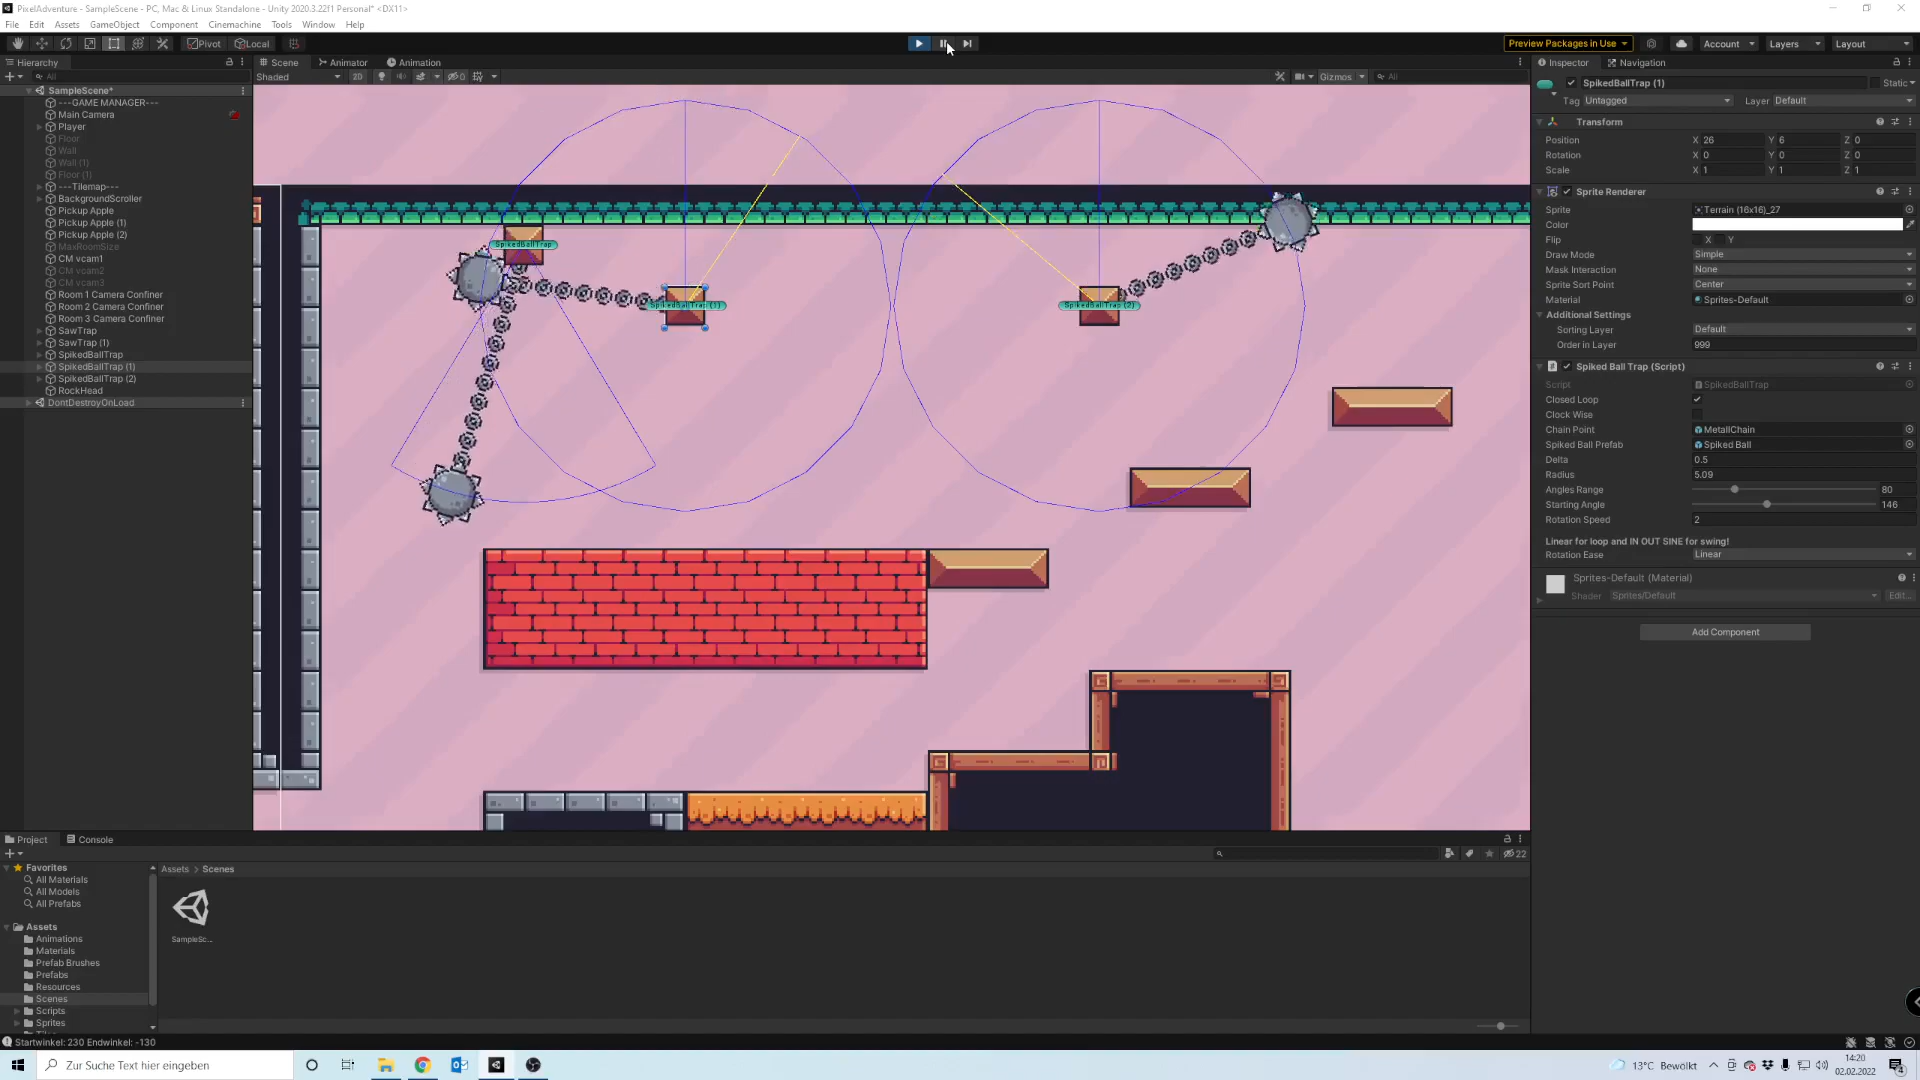 PixelAdventure - SampleScene - PC, Mac & Linux Standalone - Unity 2020.3.22f1 Personal* <DX11>
File Edit Assets GameObject Component Cinemachine Tools Window Help
Pivot Local Preview Packages in Use Account Layers Layout
Hierarchy
All
SampleScene*
---GAME MANAGER---
Main Camera
Player
Floor
Wall
Wall (1)
Floor (1)
---Tilemap---
BackgroundScroller
Pickup Apple
Pickup Apple (1)
Pickup Apple (2)
MaxRoomSize
CM vcam1
CM vcam2
CM vcam3
Room 1 Camera Confiner
Room 2 Camera Confiner
Room 3 Camera Confiner
SawTrap
SawTrap (1)
SpikedBallTrap
SpikedBallTrap (1)
SpikedBallTrap (2)
RockHead
DontDestroyOnLoad
Scene Animator Animation
Shaded 2D Gizmos All
SpikedBallTrap
SpikedBallTrap (1)
SpikedBallTrap (2)
Inspector Navigation
SpikedBallTrap (1) Static
Tag Untagged Layer Default
Transform
Position X 26 Y 6 Z 0
Rotation X 0 Y 0 Z 0
Scale X 1 Y 1 Z 1
Sprite Renderer
Sprite Terrain (16x16)_27
Color
Flip X Y
Draw Mode Simple
Mask Interaction None
Sprite Sort Point Center
Material Sprites-Default
Additional Settings
Sorting Layer Default
Order in Layer 999
Spiked Ball Trap (Script)
Script SpikedBallTrap
Closed Loop
Clock Wise
Chain Point MetallChain
Spiked Ball Prefab Spiked Ball
Delta 0.5
Radius 5.09
Angles Range 80
Starting Angle 146
Rotation Speed 2
Linear for loop and IN OUT SINE for swing!
Rotation Ease Linear
Sprites-Default (Material)
Shader Sprites/Default Edit...
Add Component
Project Console
22
Favorites
All Materials
All Models
All Prefabs
Assets
Animations
Materials
Prefab Brushes
Prefabs
Resources
Scenes
Scripts
Sprites
Assets > Scenes
SampleSc...
Startwinkel: 230 Endwinkel: -130
Zur Suche Text hier eingeben
13°C Bewölkt
14:20
02.02.2022
4